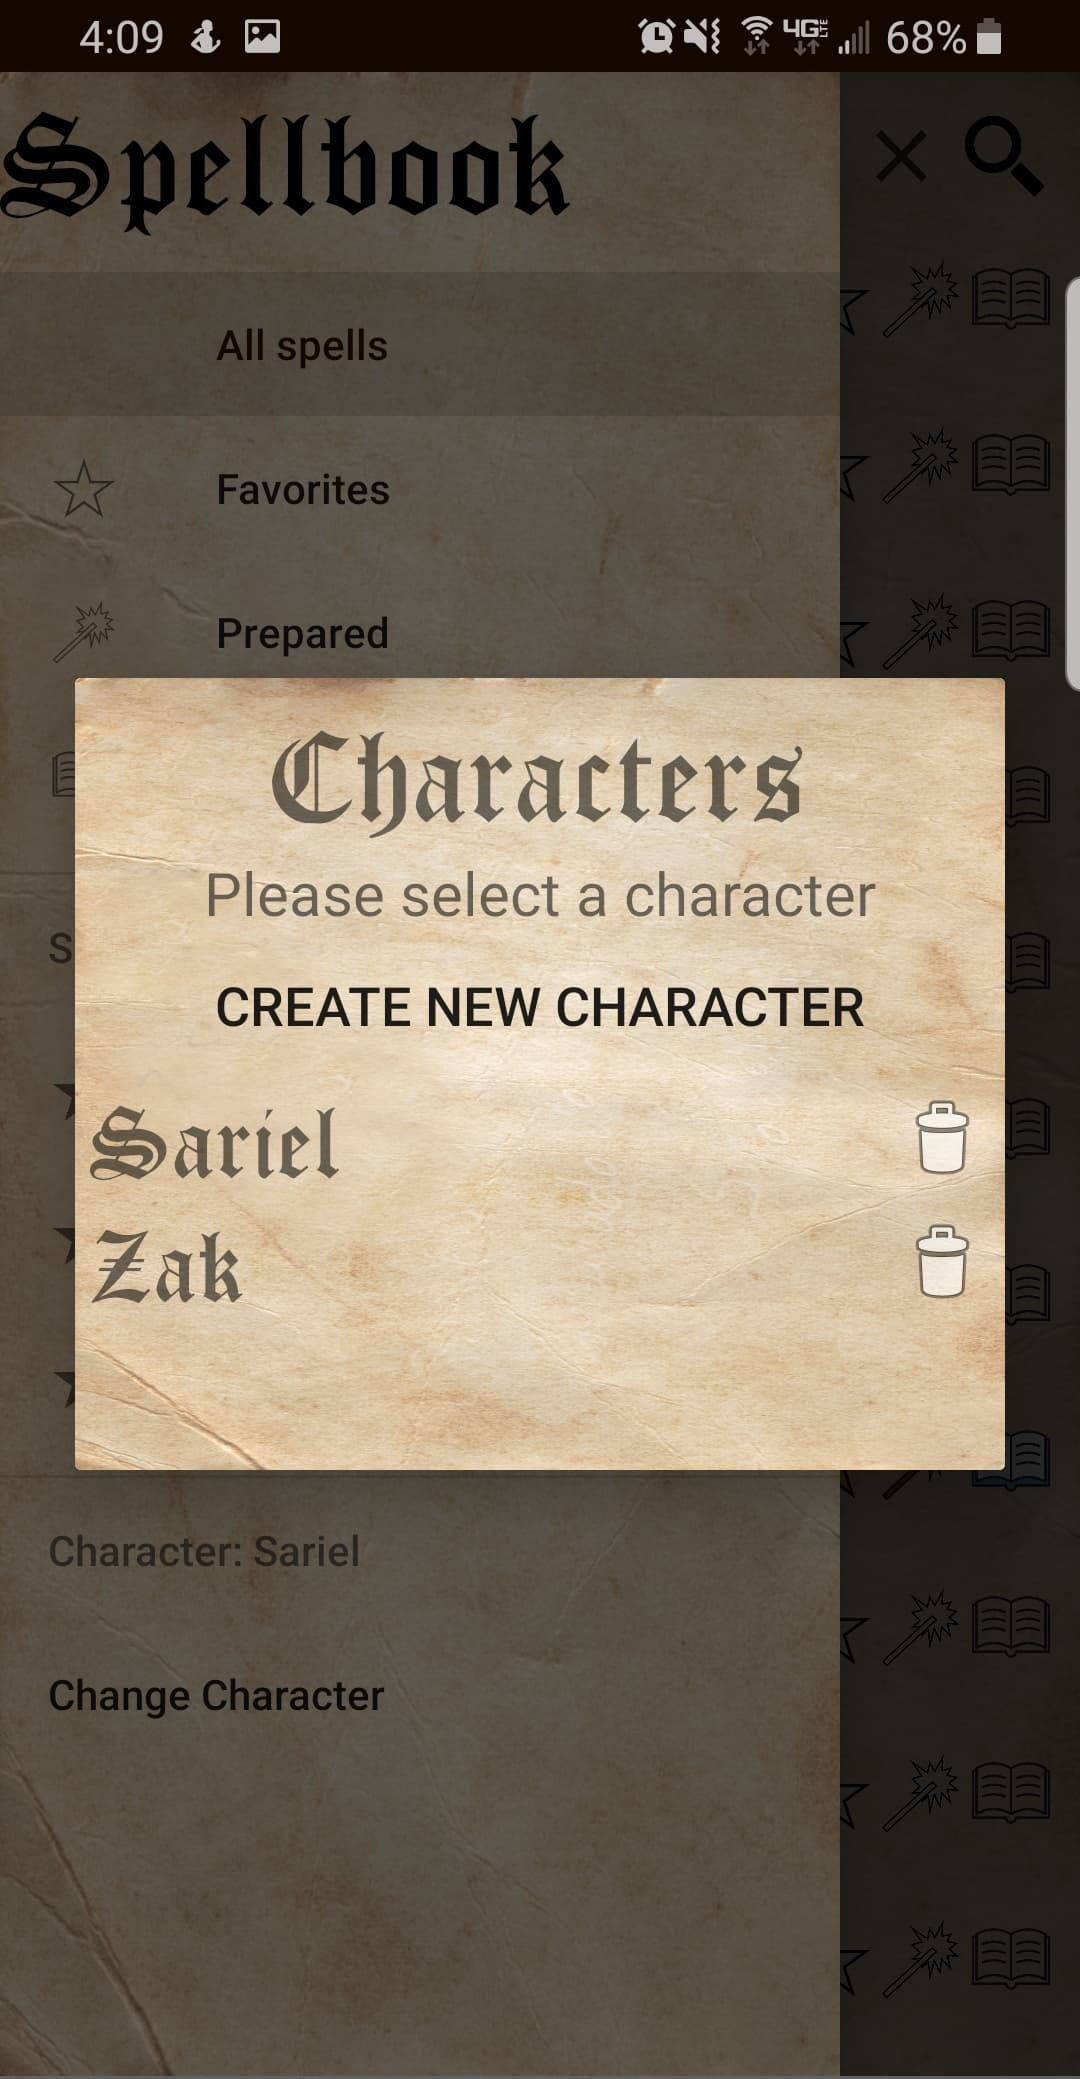 4:09 4G LTE 68%
Spellbook
All spells
Favorites
Prepared
Characters
Please select a character
CREATE NEW CHARACTER
Sariel
Zak
Character: Sariel
Change Character